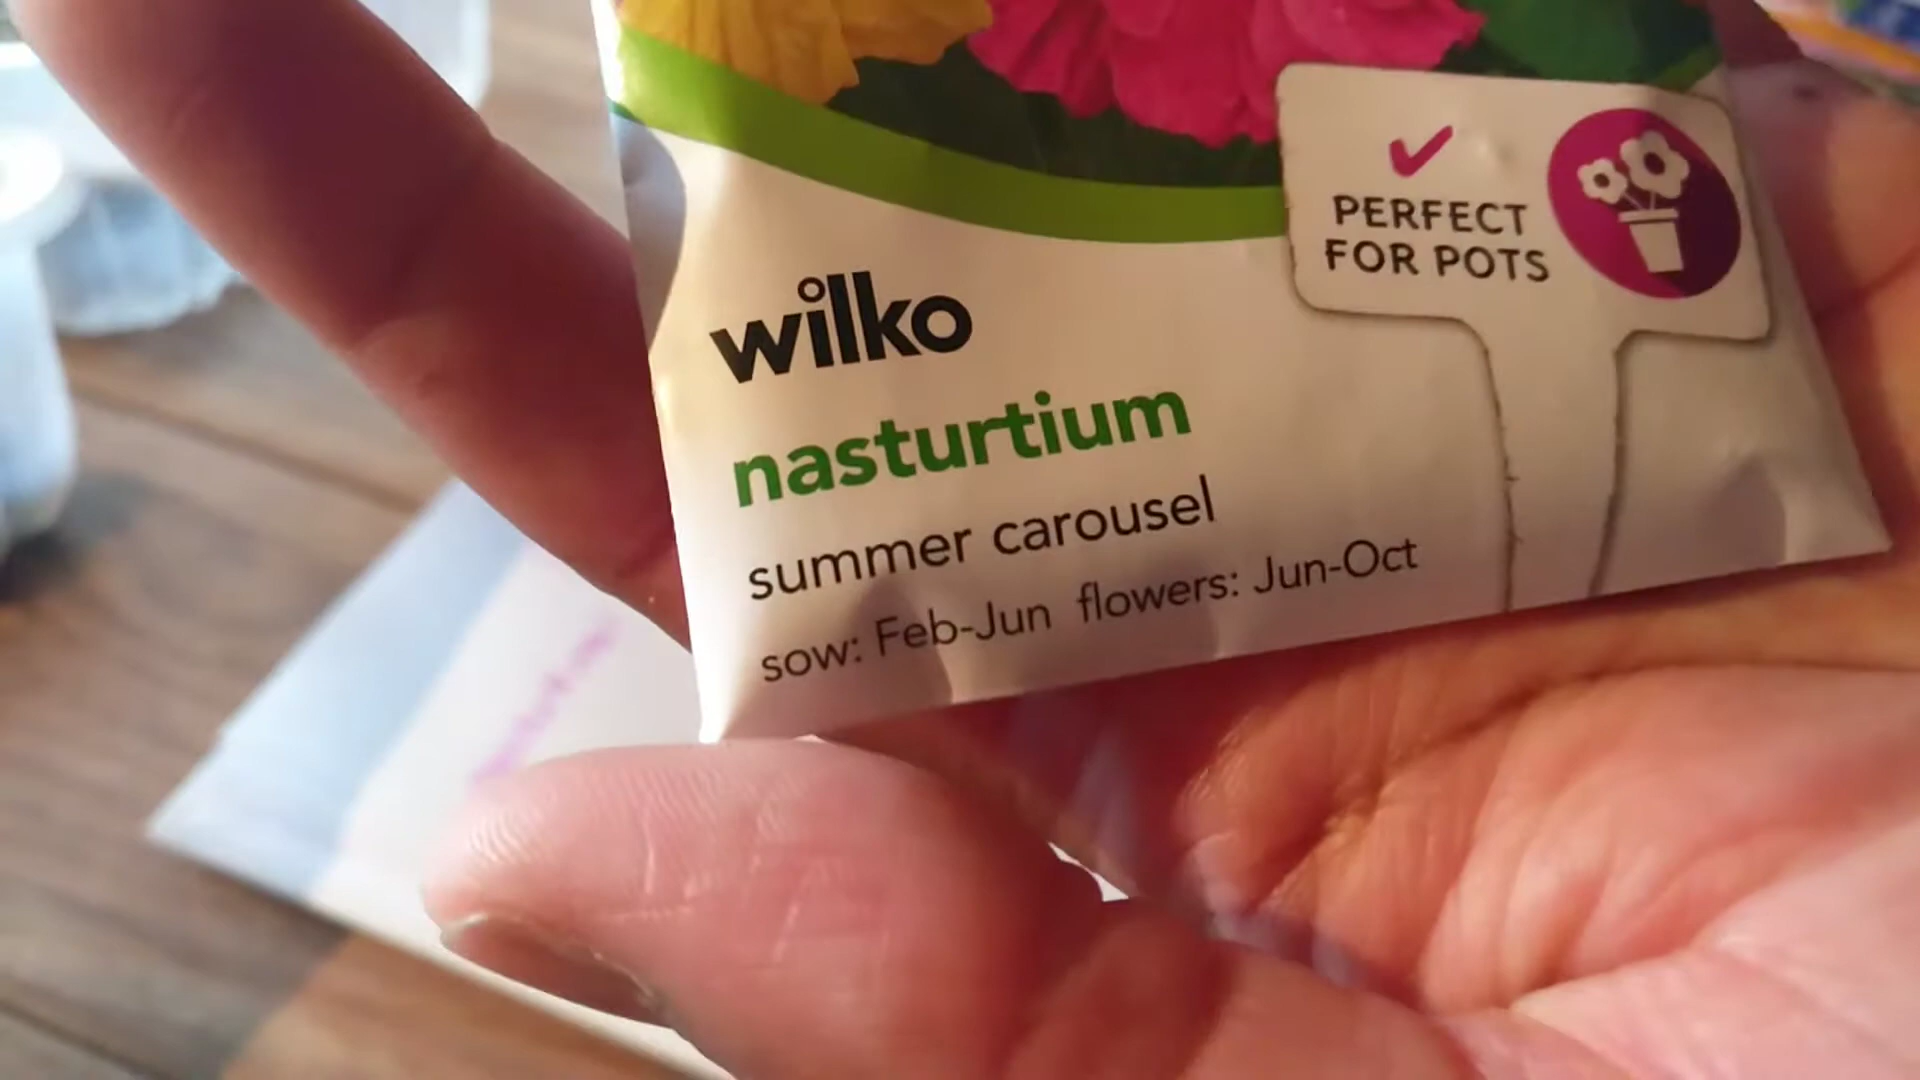 PERFECT
FOR POTS
wilko
nasturtium
summer carousel
sow: Feb-Jun flowers: Jun-Oct